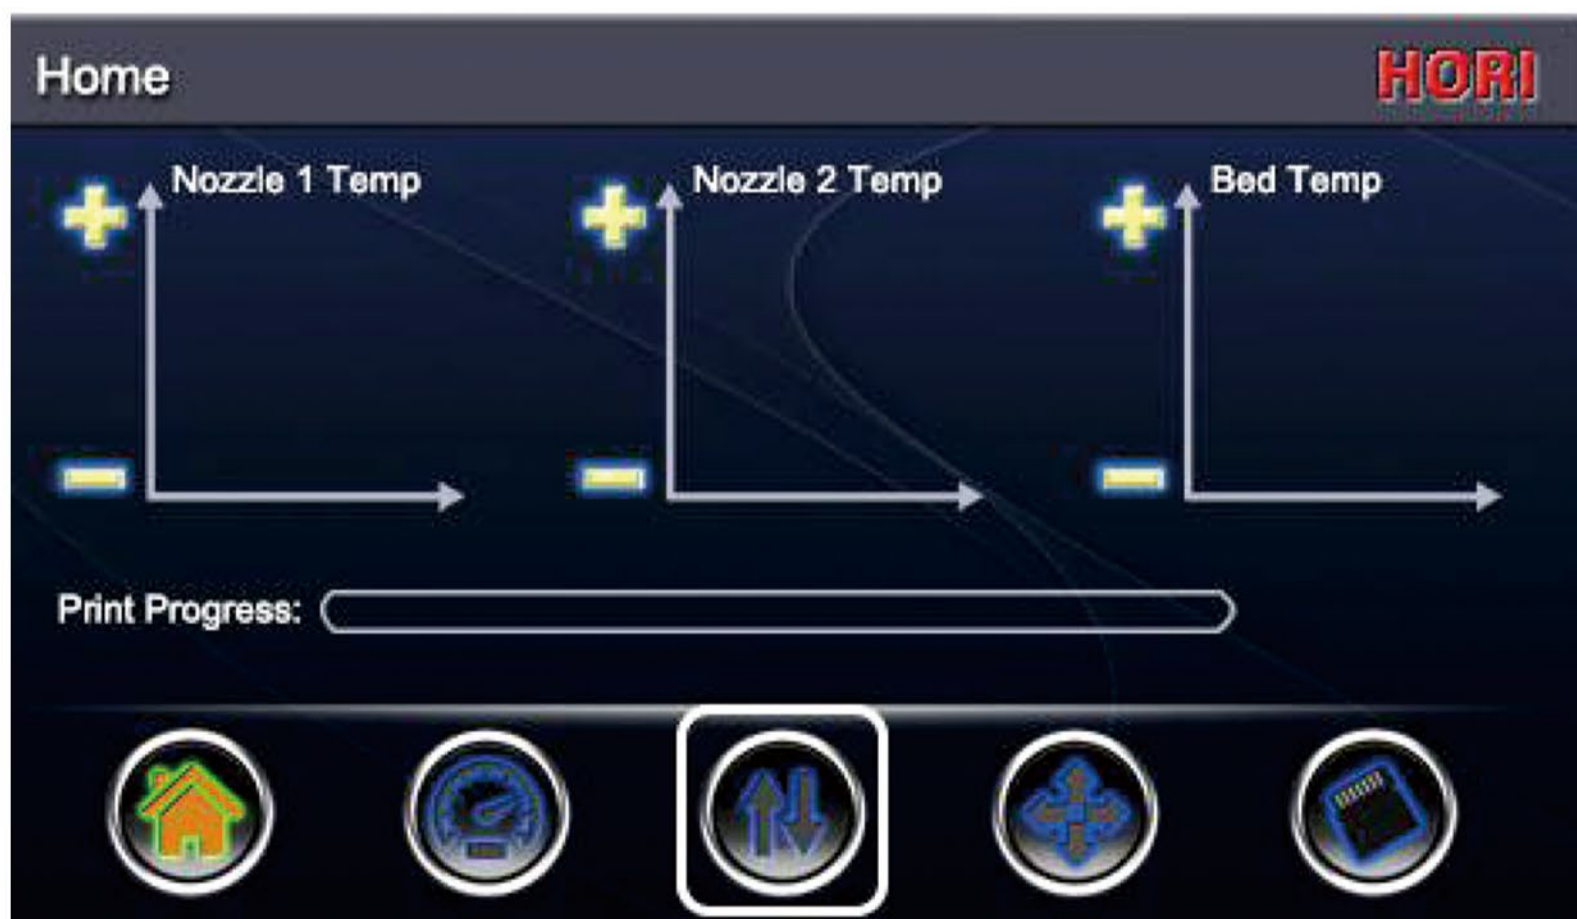 Home
HORI
Nozzle 1 Temp
Nozzle 2 Temp
Bed Temp
Print Progress: